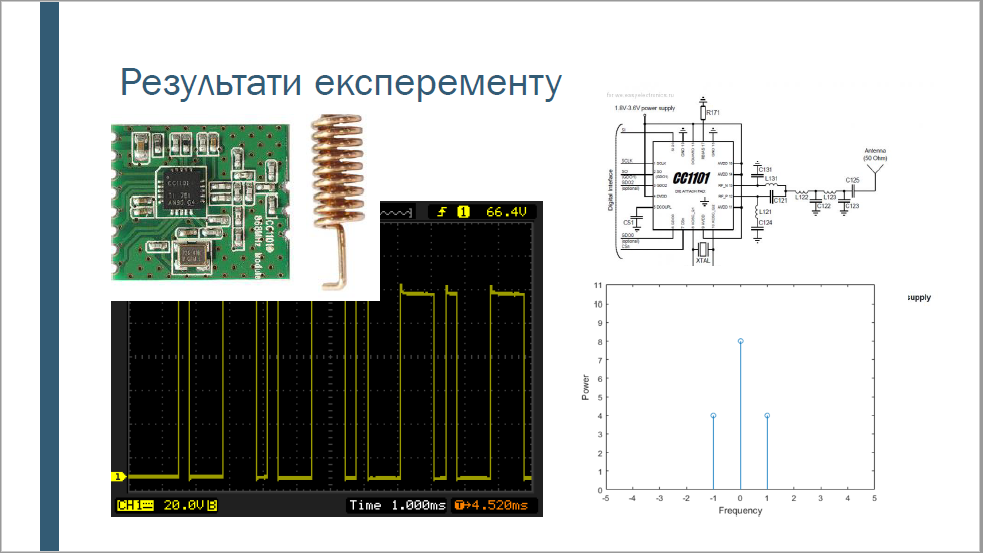 Результати експеременту
CC1101
CC1101@
868MHz Module
66.4V
1
CH1
20.0V
B
Time 1.000ms
T→4.520ms
1.8V-3.6V power supply
R171
SI
SCLK
SO
(GDO1)
GDO2
(optional)
Digital Interface
CC1101
DIE ATTACH PAD:
C51
GDO0
(optional)
CSn
XTAL
C131
L131
C121
L121
C124
L122
C122
L123
C123
C125
Antenna
(50 Ohm)
supply
11
10
9
8
7
6
5
4
3
2
1
0
Power
-5 -4 -3 -2 -1 0 1 2 3 4 5
Frequency